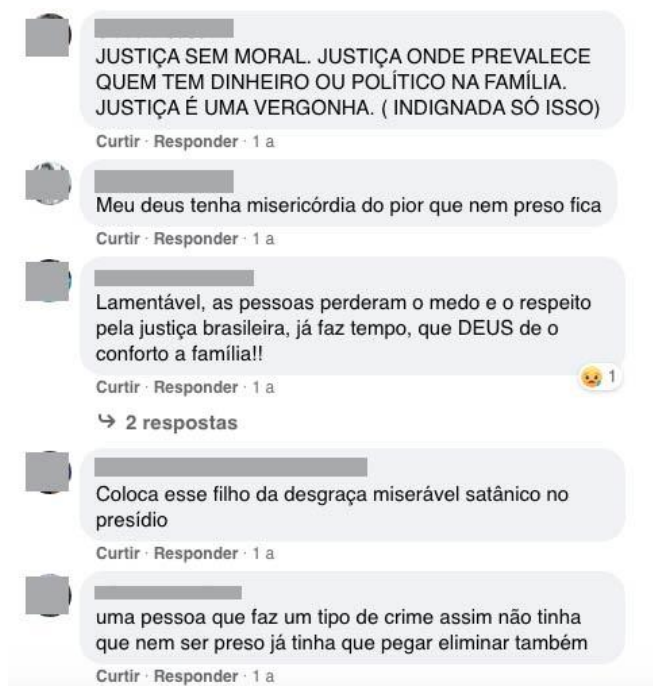 JUSTIÇA SEM MORAL. JUSTIÇA ONDE PREVALECE
QUEM TEM DINHEIRO OU POLÍTICO NA FAMÍLIA.
JUSTIÇA É UMA VERGONHA. ( INDIGNADA SÓ ISSO)
Curtir · Responder · 1 a
Meu deus tenha misericórdia do pior que nem preso fica
Curtir · Responder · 1 a
Lamentável, as pessoas perderam o medo e o respeito
pela justiça brasileira, já faz tempo, que DEUS de o
conforto a família!!
1
Curtir · Responder · 1 a
2 respostas
Coloca esse filho da desgraça miserável satânico no
presídio
Curtir · Responder · 1 a
uma pessoa que faz um tipo de crime assim não tinha
que nem ser preso já tinha que pegar eliminar também
Curtir · Responder · 1 a